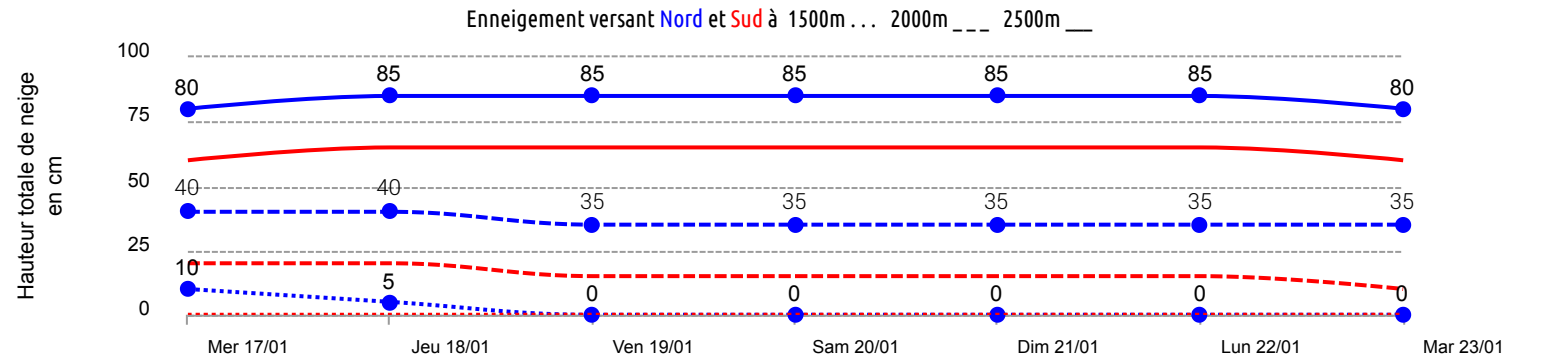 Enneigement versant Nord et Sud à 1500m . . . 2000m _ _ _ 2500m __
Hauteur totale de neige
en cm
100
80 85 85 85 85 85 80
75
50
40 40 35 35 35 35 35
25
10 5 0 0 0 0 0
0
Mer 17/01 Jeu 18/01 Ven 19/01 Sam 20/01 Dim 21/01 Lun 22/01 Mar 23/01